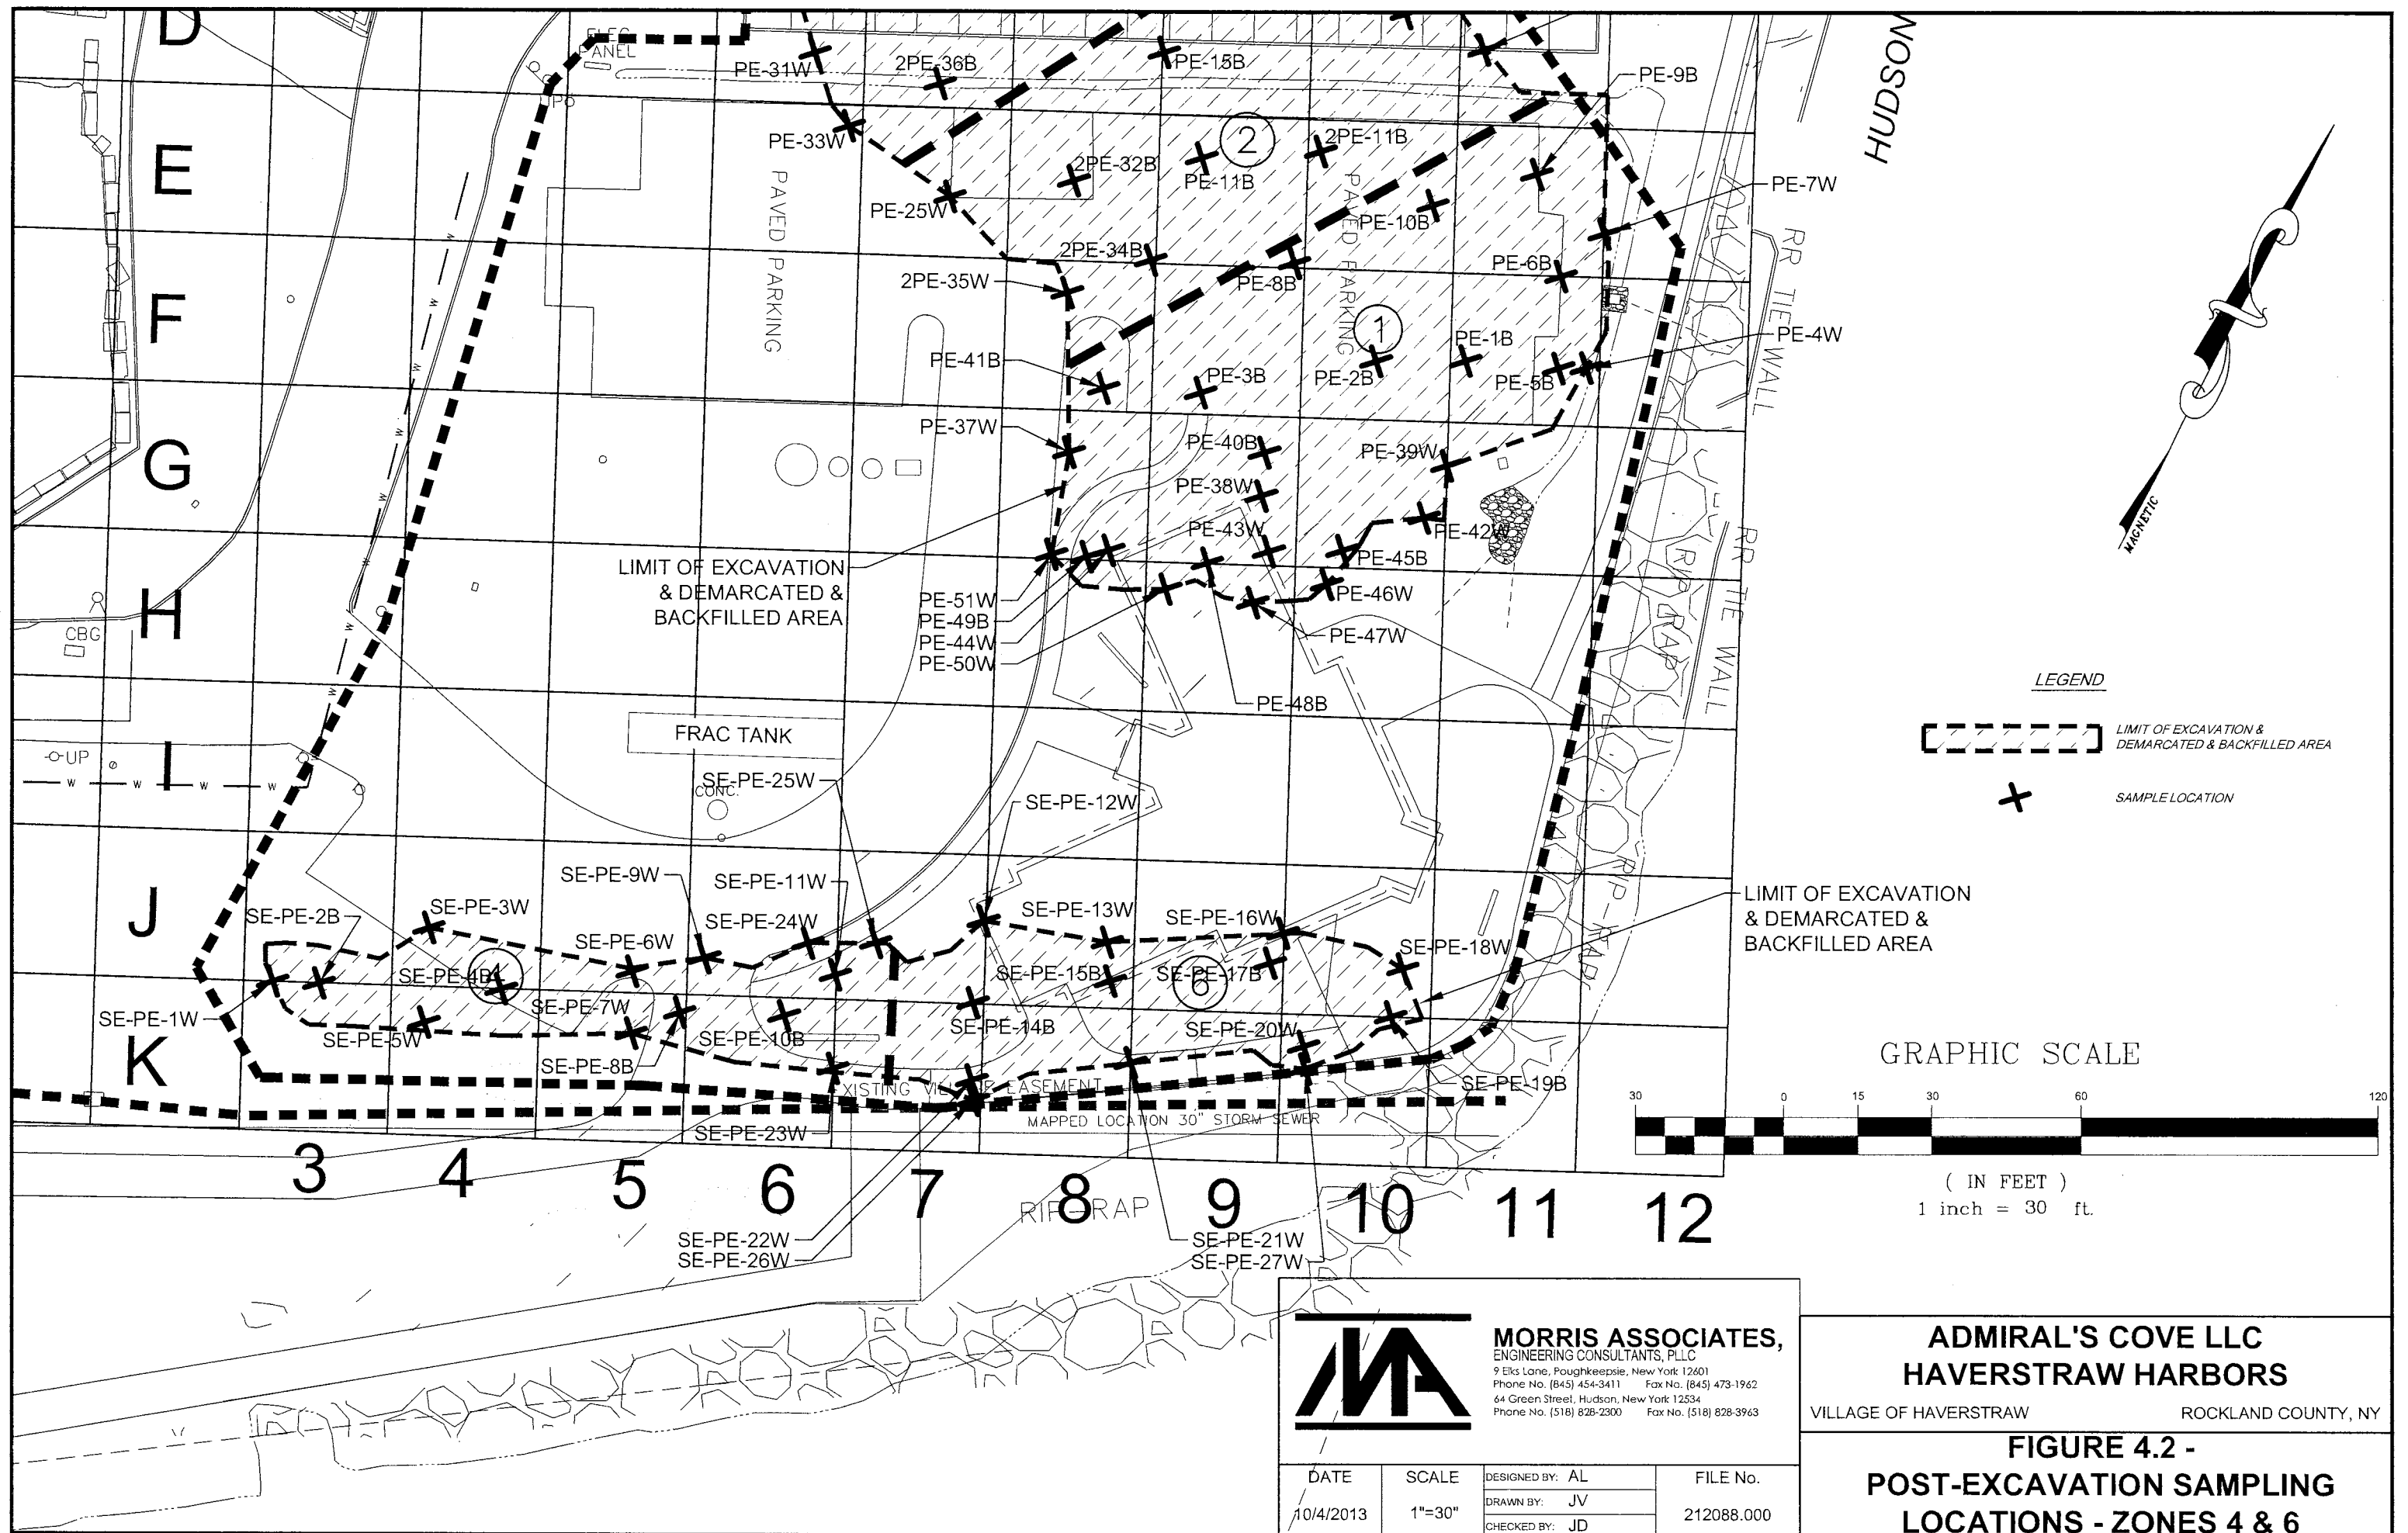 D
ELEC
PANEL
PE-31W
2PE-36B
PE-15B
PE-9B
HUDSON
PE-33W
E
2PE-32B
PE-11B
2
2PE-11B
PE-7W
PE-25W
PE-10B
PAVED PARKING
PAVED PARKING
2PE-34B
PE-8B
PE-6B
2PE-35W
RR TIE WALL
F
1
PE-4W
PE-41B
PE-3B
PE-2B
PE-1B
PE-5B
PE-37W
PE-40B
PE-39W
G
PE-38W
PE-43W
PE-42W
MAGNETIC
PE-45B
LIMIT OF EXCAVATION
& DEMARCATED &
BACKFILLED AREA
PE-51W
PE-49B
PE-44W
PE-50W
PE-46W
PE-47W
PE-48B
RR TIE WALL
RIP RAP
CBG
H
LEGEND
LIMIT OF EXCAVATION &
DEMARCATED & BACKFILLED AREA
SAMPLE LOCATION
FRAC TANK
UP
I
SE-PE-25W
CONC.
SE-PE-12W
RIP-RAP
SE-PE-9W
SE-PE-11W
LIMIT OF EXCAVATION
& DEMARCATED &
BACKFILLED AREA
J
SE-PE-2B
SE-PE-3W
SE-PE-24W
SE-PE-13W
SE-PE-16W
SE-PE-6W
SE-PE-18W
SE-PE-4B
4
SE-PE-15B
SE-PE-17B
6
SE-PE-1W
SE-PE-7W
SE-PE-5W
SE-PE-10B
SE-PE-14B
SE-PE-20W
K
SE-PE-8B
SE-PE-19B
EXISTING VILLAGE EASEMENT
MAPPED LOCATION 30" STORM SEWER
SE-PE-23W
GRAPHIC SCALE
30 0 15 30 60 120
( IN FEET )
1 inch = 30 ft.
3 4 5 6 7 8 9 10 11 12
RIP-RAP
SE-PE-22W
SE-PE-26W
SE-PE-21W
SE-PE-27W
MA
MORRIS ASSOCIATES,
ENGINEERING CONSULTANTS, PLLC
9 Elks Lane, Poughkeepsie, New York 12601
Phone No. (845) 454-3411 Fax No. (845) 473-1962
64 Green Street, Hudson, New York 12534
Phone No. (518) 828-2300 Fax No. (518) 828-3963
ADMIRAL'S COVE LLC
HAVERSTRAW HARBORS
VILLAGE OF HAVERSTRAW ROCKLAND COUNTY, NY
FIGURE 4.2 -
POST-EXCAVATION SAMPLING
LOCATIONS - ZONES 4 & 6
DATE
10/4/2013
SCALE
1"=30"
DESIGNED BY: AL
DRAWN BY: JV
CHECKED BY: JD
FILE No.
212088.000